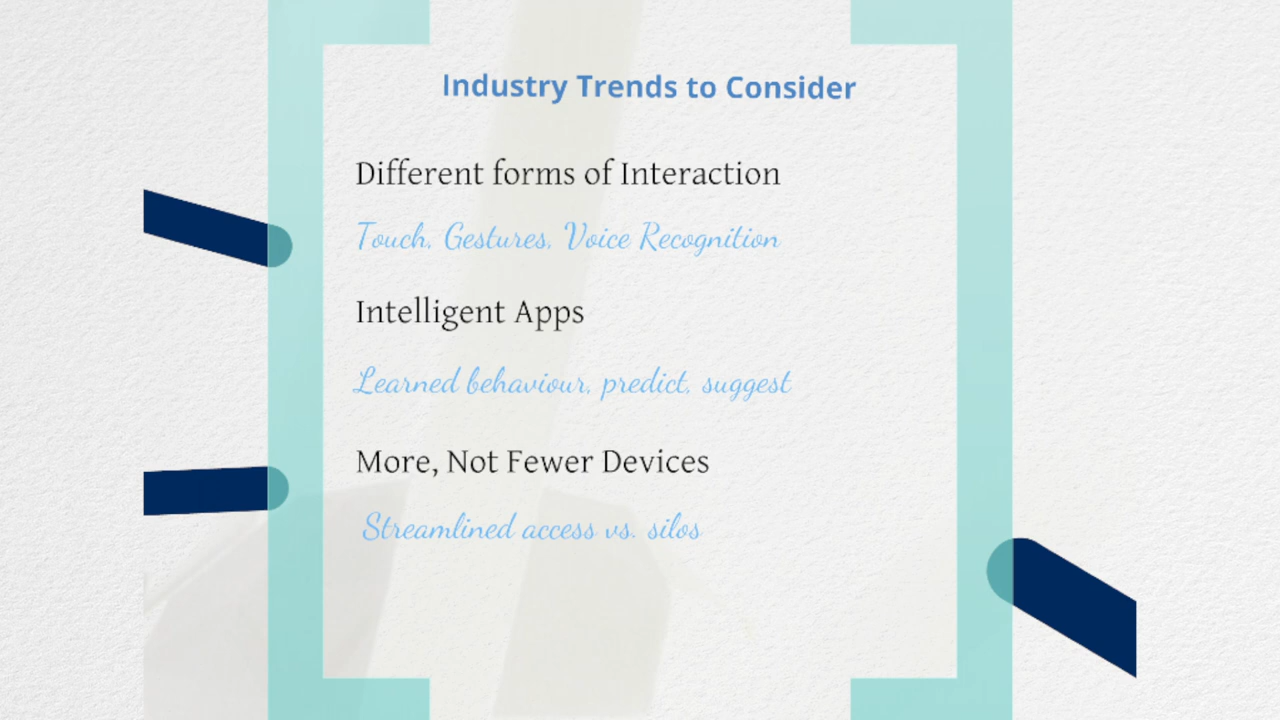 Industry Trends to Consider
Different forms of Interaction
Touch, Gestures, Voice Recognition
Intelligent Apps
Learned behaviour, predict, suggest
More, Not Fewer Devices
Streamlined access vs. silos